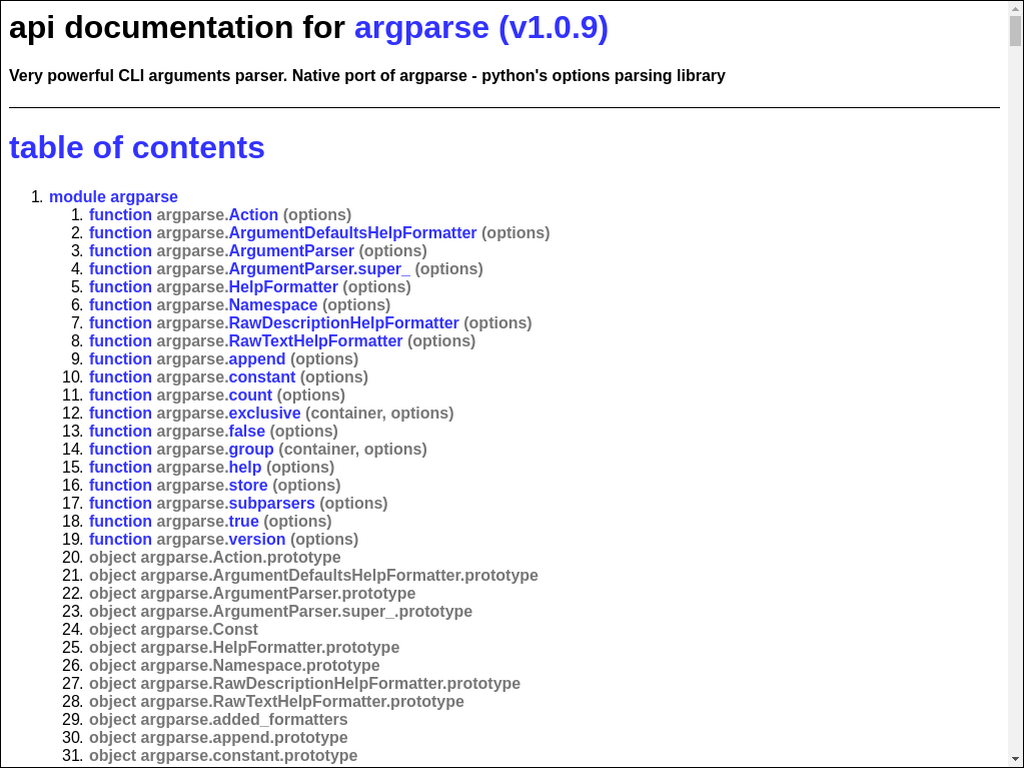 api documentation for argparse (v1.0.9)
Very powerful CLI arguments parser. Native port of argparse - python's options parsing library
table of contents
1. module argparse
1. function argparse.Action (options)
2. function argparse.ArgumentDefaultsHelpFormatter (options)
3. function argparse.ArgumentParser (options)
4. function argparse.ArgumentParser.super_ (options)
5. function argparse.HelpFormatter (options)
6. function argparse.Namespace (options)
7. function argparse.RawDescriptionHelpFormatter (options)
8. function argparse.RawTextHelpFormatter (options)
9. function argparse.append (options)
10. function argparse.constant (options)
11. function argparse.count (options)
12. function argparse.exclusive (container, options)
13. function argparse.false (options)
14. function argparse.group (container, options)
15. function argparse.help (options)
16. function argparse.store (options)
17. function argparse.subparsers (options)
18. function argparse.true (options)
19. function argparse.version (options)
20. object argparse.Action.prototype
21. object argparse.ArgumentDefaultsHelpFormatter.prototype
22. object argparse.ArgumentParser.prototype
23. object argparse.ArgumentParser.super_.prototype
24. object argparse.Const
25. object argparse.HelpFormatter.prototype
26. object argparse.Namespace.prototype
27. object argparse.RawDescriptionHelpFormatter.prototype
28. object argparse.RawTextHelpFormatter.prototype
29. object argparse.added_formatters
30. object argparse.append.prototype
31. object argparse.constant.prototype